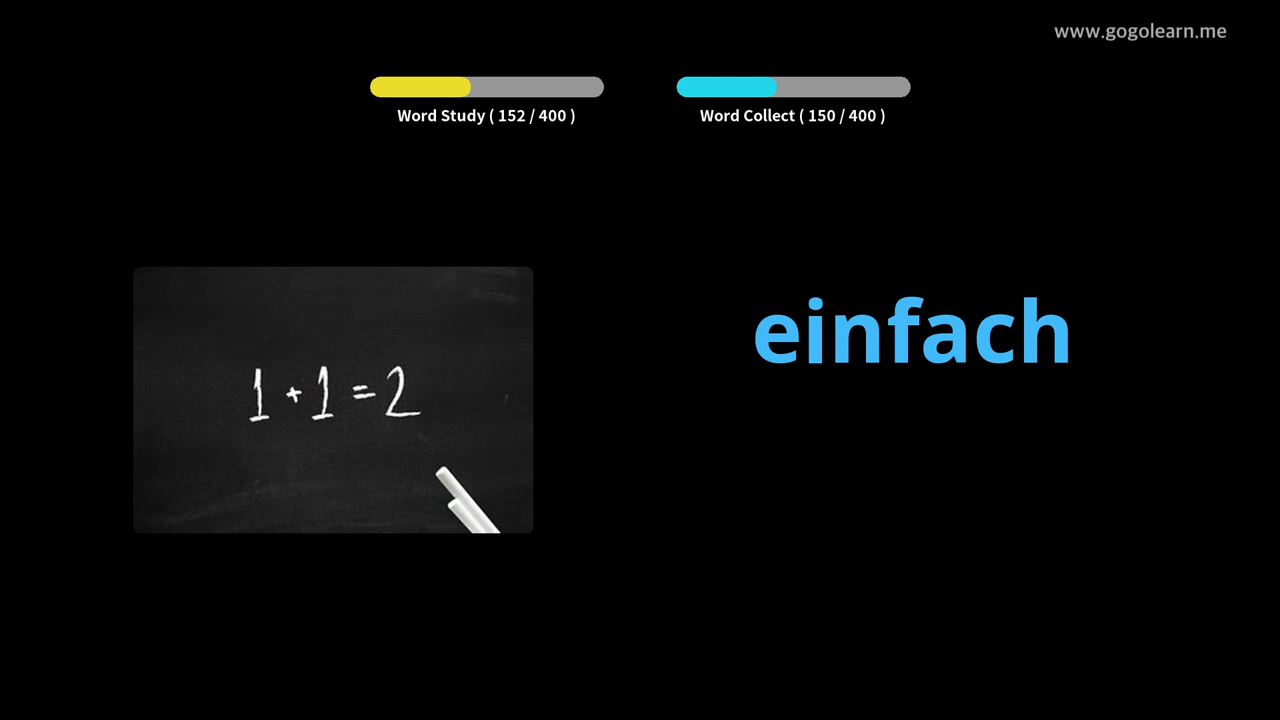 www.gogolearn.me
Word Study ( 152 / 400 )
Word Collect ( 150 / 400 )
einfach
1 + 1 = 2